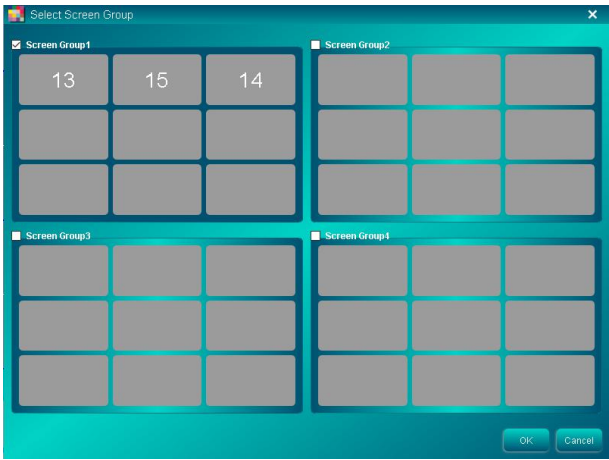 Select Screen Group
Screen Group1
Screen Group2
13 15 14
Screen Group3
Screen Group4
OK Cancel